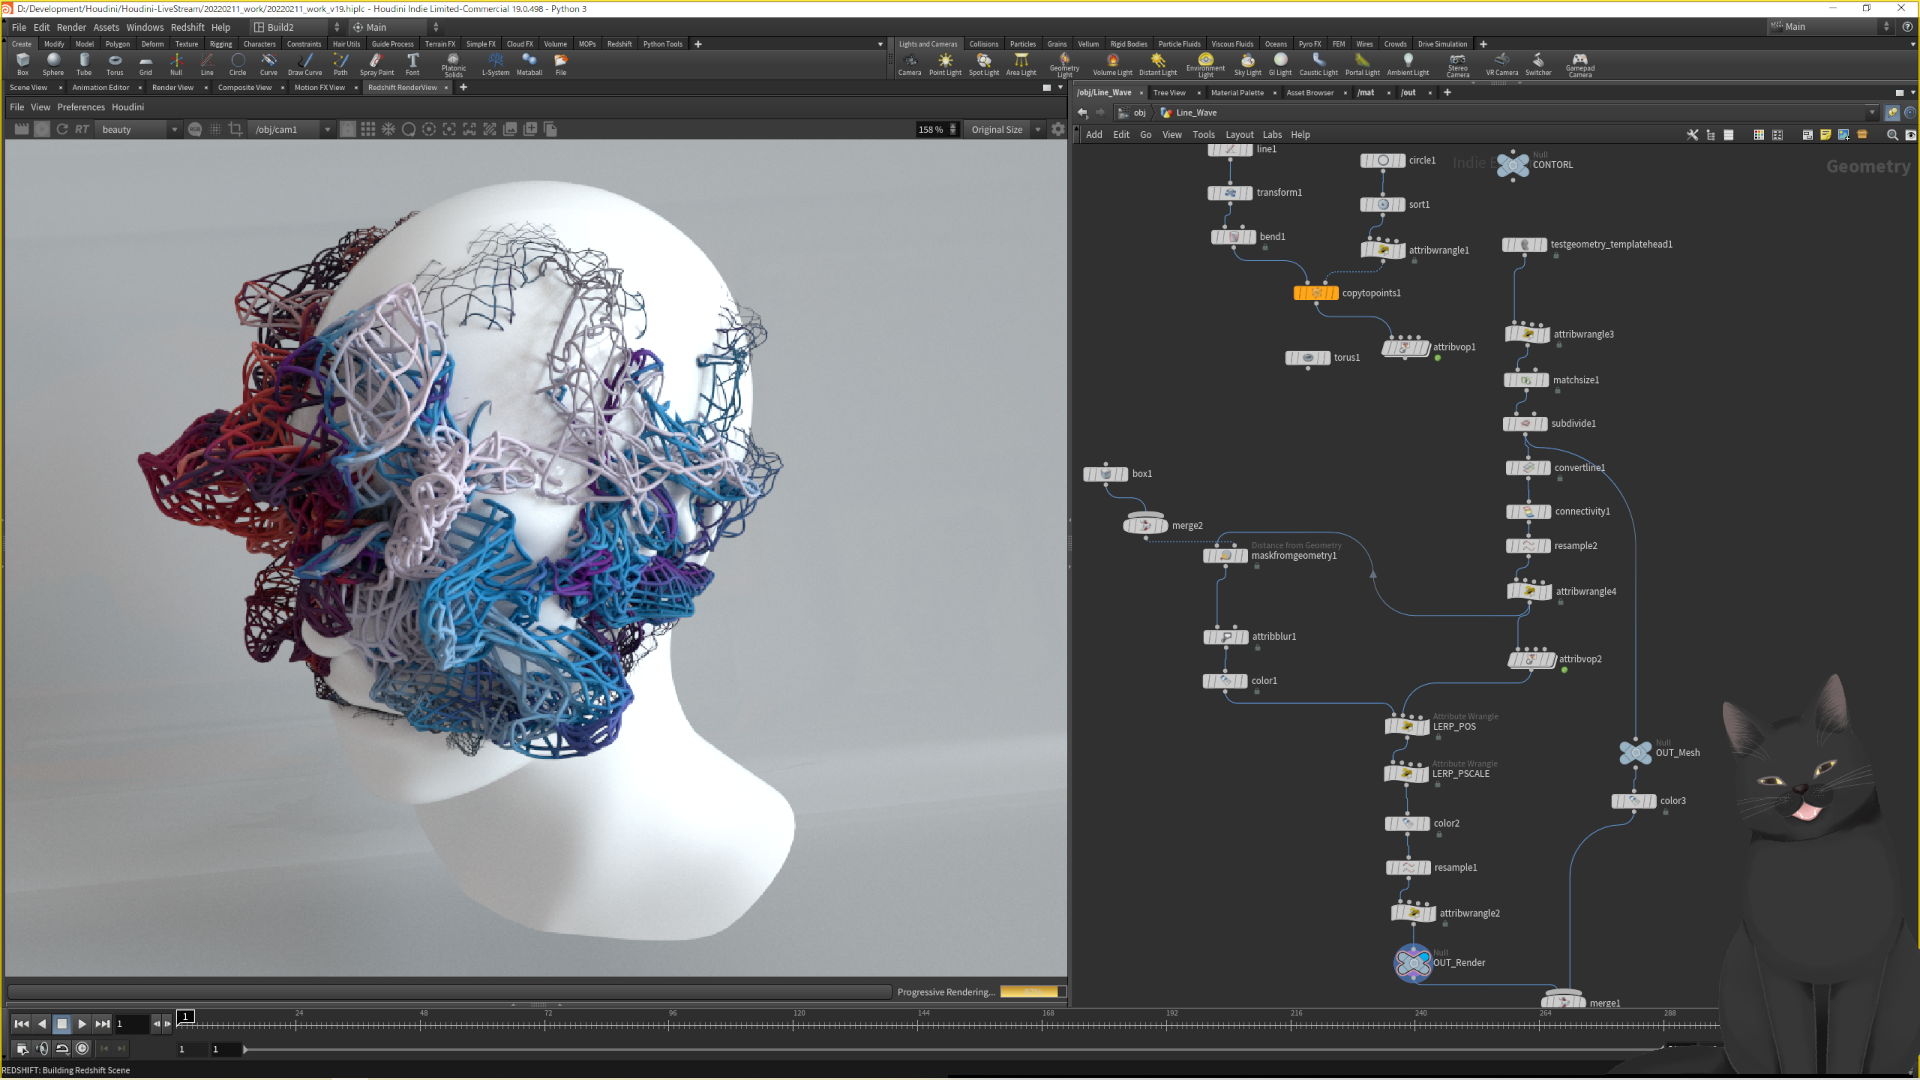 D:/Development/Houdini/Houdini-LiveStream/20220211_work/20220211_work_v19.hiplc - Houdini Indie Limited-Commercial 19.0.498 - Python 3
File Edit Render Assets Windows Redshift Help Build2 Main Main
Create Modify Model Polygon Deform Texture Rigging Characters Constraints Hair Utils Guide Process Terrain FX Simple FX Cloud FX Volume MOPs Redshift Python Tools
Lights and Cameras Collisions Particles Grains Vellum Rigid Bodies Particle Fluids Viscous Fluids Oceans Pyro FX FEM Wires Crowds Drive Simulation
Box Sphere Tube Torus Grid Null Line Circle Curve Draw Curve Path Spray Paint Font Platonic Solids L-System Metaball File
Camera Point Light Spot Light Area Light Geometry Light Volume Light Distant Light Environment Light Sky Light GI Light Caustic Light Portal Light Ambient Light Stereo Camera VR Camera Switcher Gamepad Camera
Scene View Animation Editor Render View Composite View Motion FX View Redshift RenderView
/obj/Line_Wave Tree View Material Palette Asset Browser /mat /out
File View Preferences Houdini
obj Line_Wave
RT beauty /obj/cam1 158 % Original Size
Add Edit Go View Tools Layout Labs Help
Indie E
Geometry
line1
circle1
Null
CONTORL
transform1
sort1
bend1
attribwrangle1
testgeometry_templatehead1
copytopoints1
attribwrangle3
attribvop1
torus1
matchsize1
subdivide1
convertline1
box1
connectivity1
merge2
Distance from Geometry
maskfromgeometry1
resample2
attribwrangle4
attribblur1
attribvop2
color1
Attribute Wrangle
LERP_POS
Null
OUT_Mesh
Attribute Wrangle
LERP_PSCALE
color3
color2
resample1
attribwrangle2
Null
OUT_Render
merge1
Progressive Rendering...
1 1 24 48 72 96 120 144 168 192 216 240 264 288
1 1
REDSHIFT: Building Redshift Scene